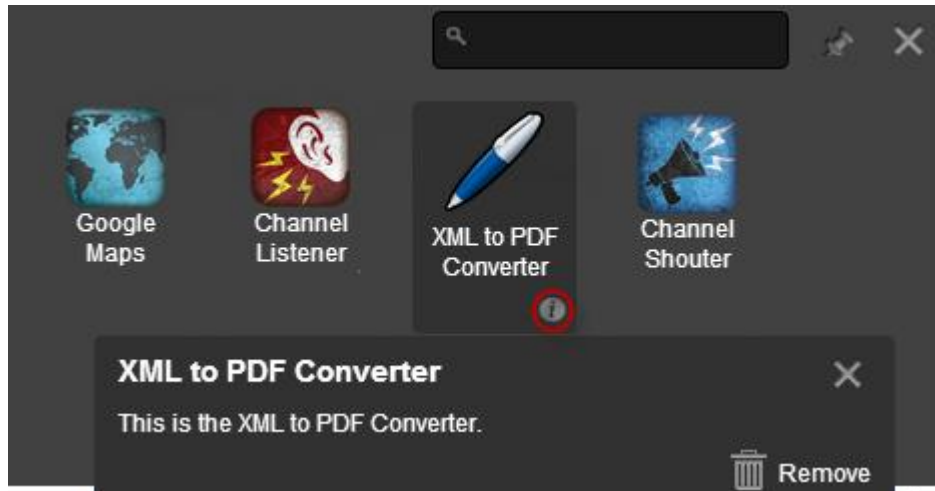 Google
Maps
Channel
Listener
XML to PDF
Converter
Channel
Shouter
i
XML to PDF Converter
This is the XML to PDF Converter.
Remove